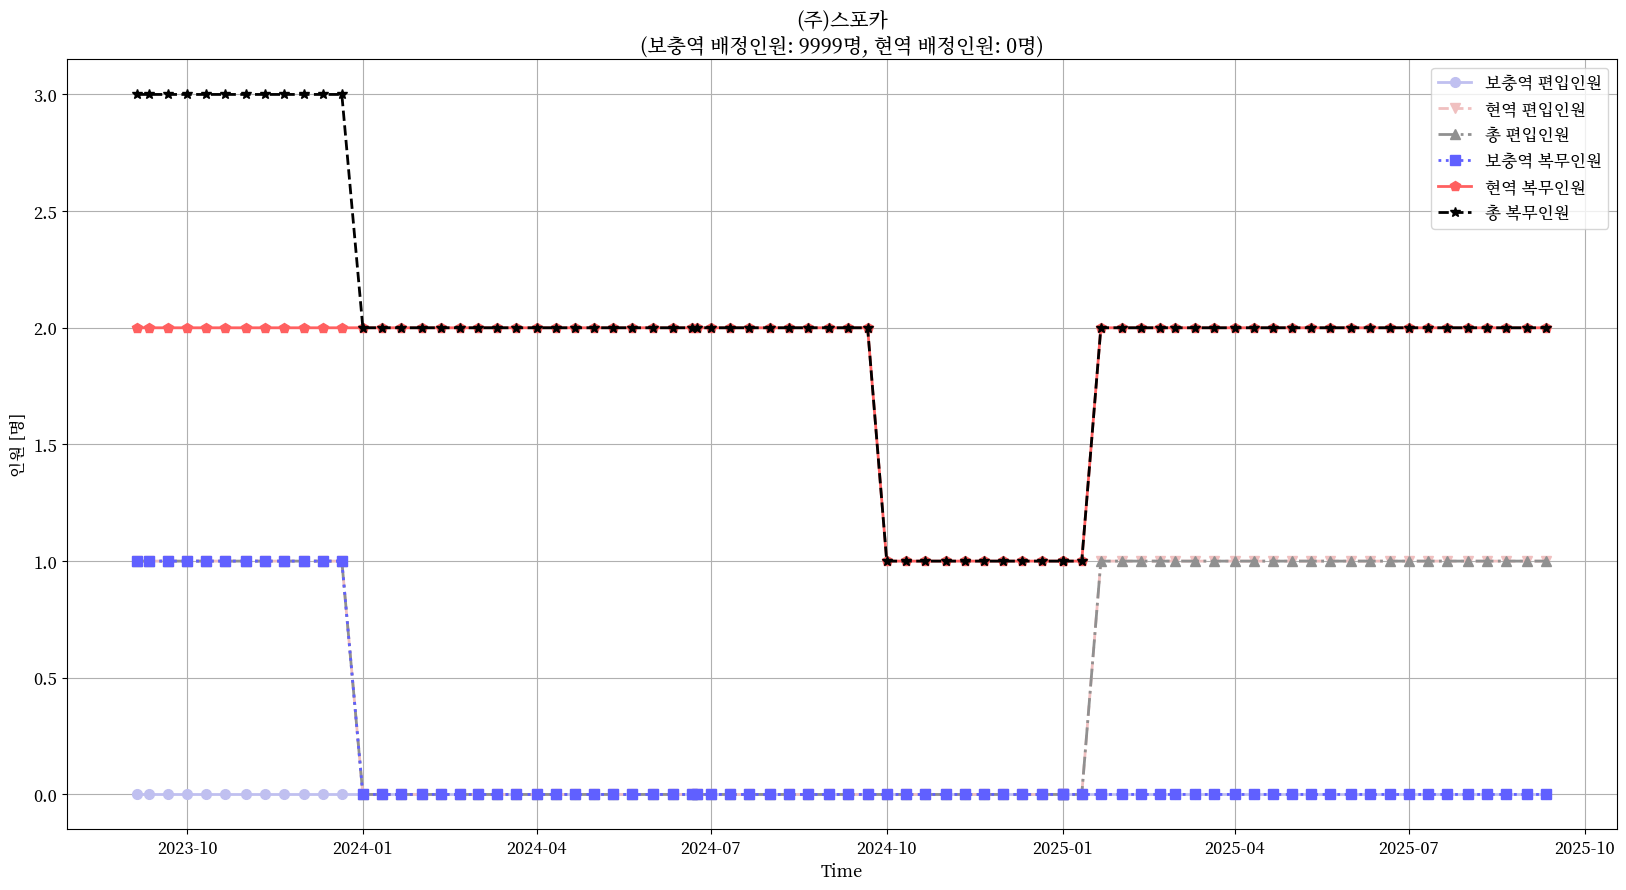 (주)스포카
(보충역 배정인원: 9999명, 현역 배정인원: 0명)
보충역 편입인원
현역 편입인원
총 편입인원
보충역 복무인원
현역 복무인원
총 복무인원
3.0
2.5
2.0
1.5
1.0
0.5
0.0
인원 [명]
2023-10
2024-01
2024-04
2024-07
2024-10
2025-01
2025-04
2025-07
2025-10
Time